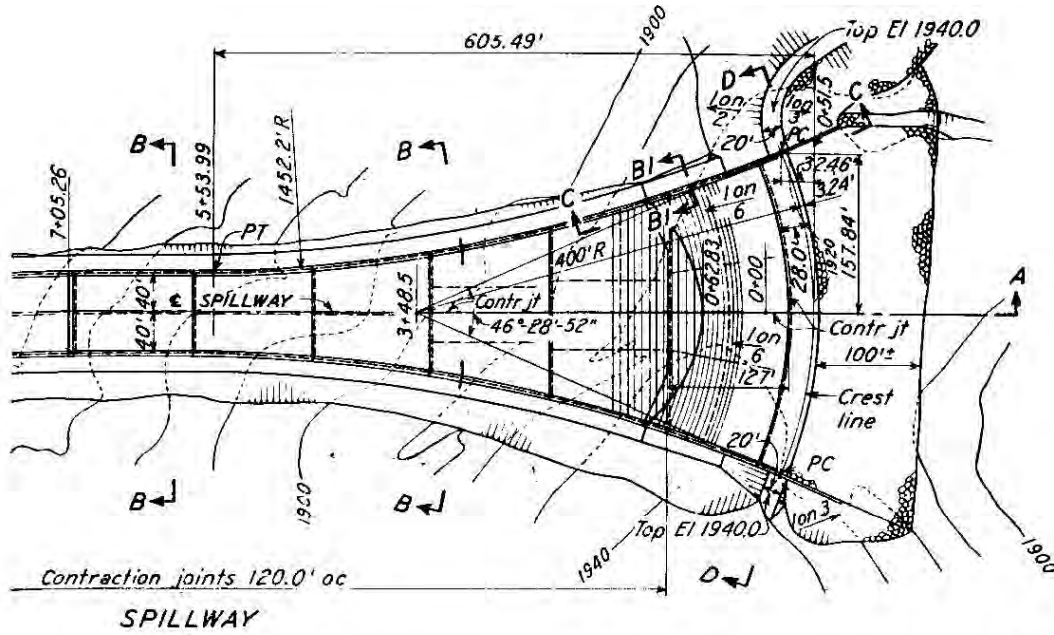 Top El 1940.0
605.49'
1900
D
C
1 on
2
1 on
3
0+51.5
20'
PC
B
B
B1
32.46'
324'
7+05.26
5+53.99
1452.2' R
C
B1
1 on
6
PT
400' R
0+62.83
0+00
28.0'
1920
157.84'
A
40'
40'
℄ SPILLWAY
3+48.5
Contr. jt
46°-28'-52"
1 on
6
127'
Contr. jt
100'±
Crest
line
20'
PC
B
B
1900
Top El 1940.0
1 on 3
1940
D
1900
Contraction joints 120.0' oc
SPILLWAY